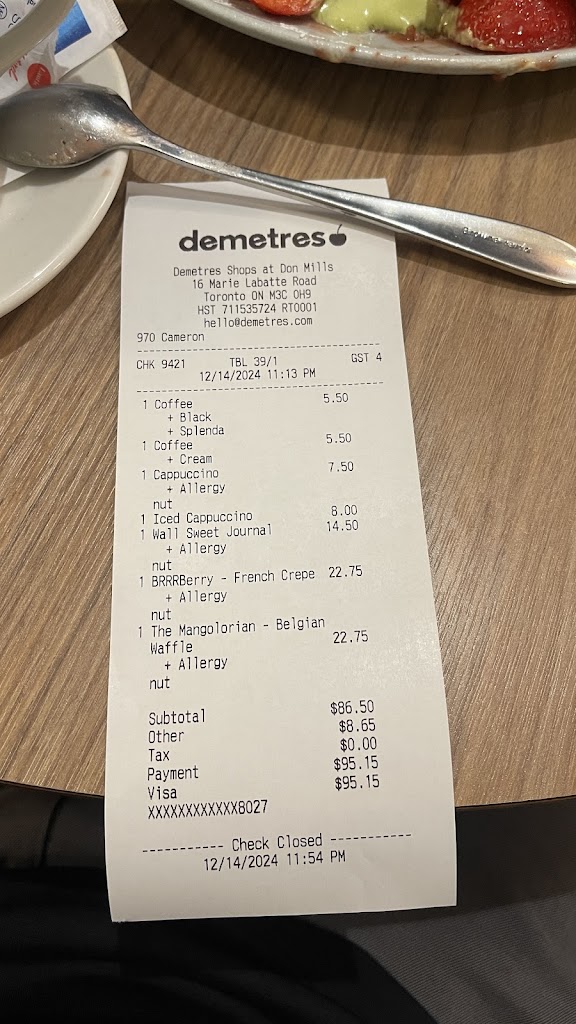 demetres
Demetres Shops at Don Mills
16 Marie Labatte Road
Toronto ON M3C 0H9
HST 711535724 RT0001
hello@demetres.com
970 Cameron
CHK 9421 TBL 39/1 GST 4
12/14/2024 11:13 PM
1 Coffee 5.50
+ Black
+ Splenda
1 Coffee 5.50
+ Cream
1 Cappuccino 7.50
+ Allergy
nut
1 Iced Cappuccino 8.00
1 Wall Sweet Journal 14.50
+ Allergy
nut
1 BRRRBerry - French Crepe 22.75
+ Allergy
nut
1 The Mangolorian - Belgian
Waffle 22.75
+ Allergy
nut
Subtotal $86.50
Other $8.65
Tax $0.00
Payment $95.15
Visa $95.15
XXXXXXXXXXXX8027
----------- Check Closed -----------
12/14/2024 11:54 PM